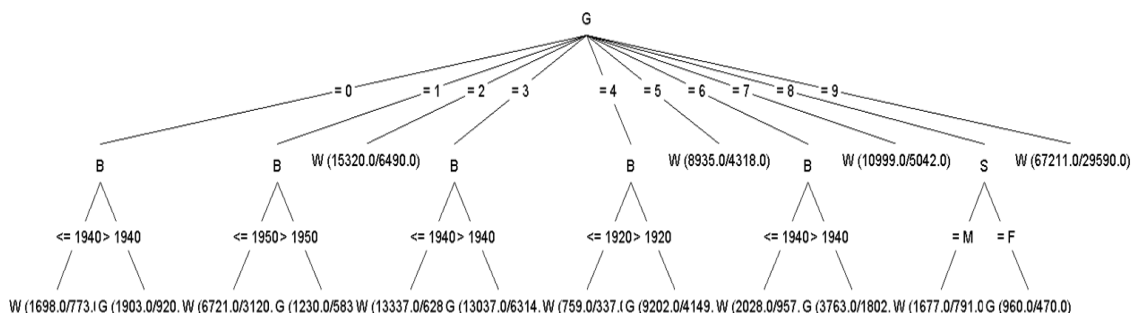 G
= 0 = 1 = 2 = 3 = 4 = 5 = 6 = 7 = 8 = 9
B B W (15320.0/6490.0) B B W (8935.0/4318.0) B W (10999.0/5042.0) S W (67211.0/29590.0)
<= 1940 > 1940 <= 1950 > 1950 <= 1940 > 1940 <= 1920 > 1920 <= 1940 > 1940 = M = F
W (1698.0/773. G (1903.0/920. W (6721.0/3120. G (1230.0/583 W (13337.0/628 G (13037.0/6314. W (759.0/337. G (9202.0/4149. W (2028.0/957. G (3763.0/1802. W (1677.0/791.0 G (960.0/470.0)